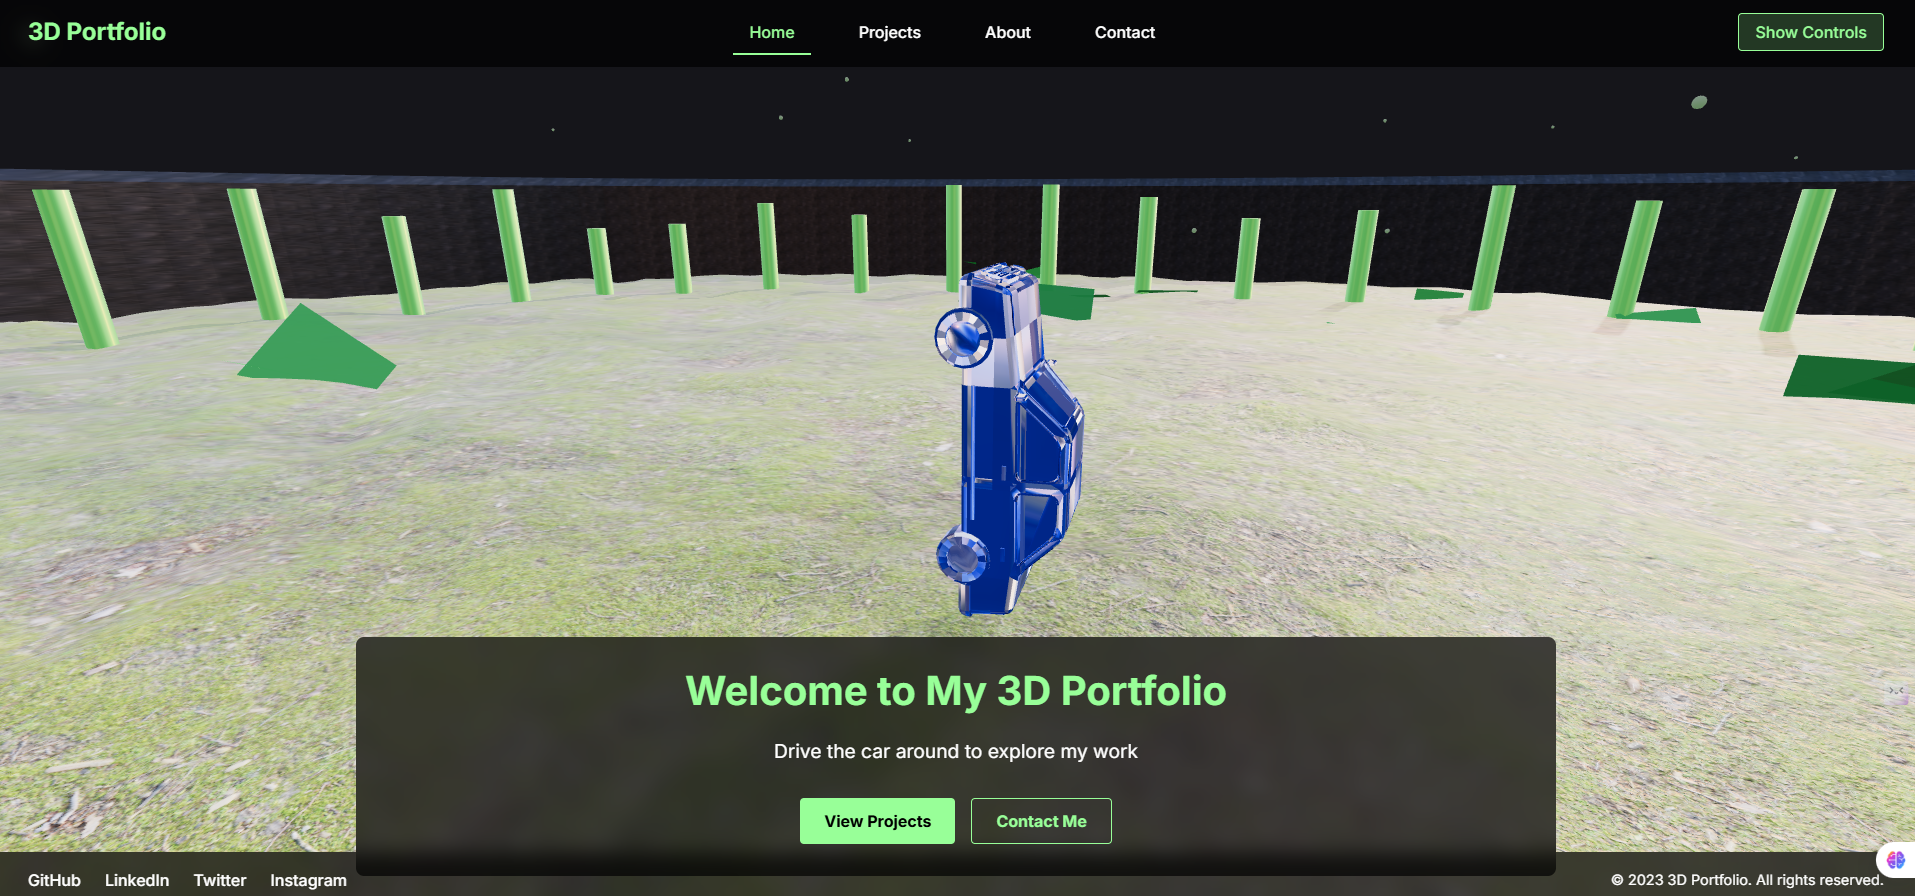 3D Portfolio
Home
Projects
About
Contact
Show Controls
Welcome to My 3D Portfolio
Drive the car around to explore my work
View Projects
Contact Me
GitHub
LinkedIn
Twitter
Instagram
© 2023 3D Portfolio. All rights reserved.